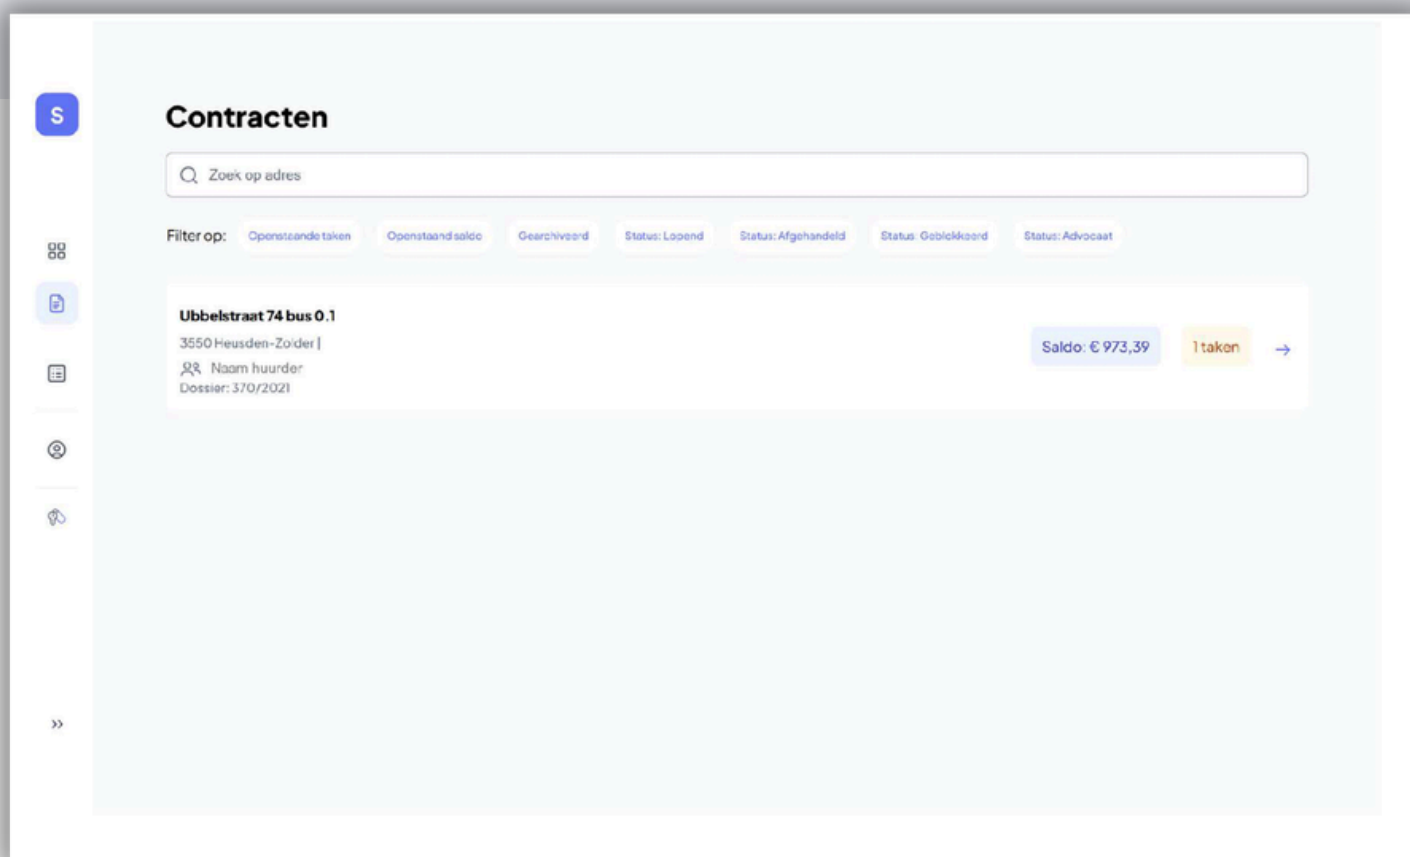 S
Contracten
Zoek op adres
Filter op: Openstaande taken Openstaand saldo Gearchiveerd Status: Lopend Status: Afgehandeld Status: Geblokkeerd Status: Advocaat
Ubbelstraat 74 bus 0.1
3550 Heusden-Zolder |
Naam huurder
Dossier: 370/2021
Saldo: € 973,39 1 taken